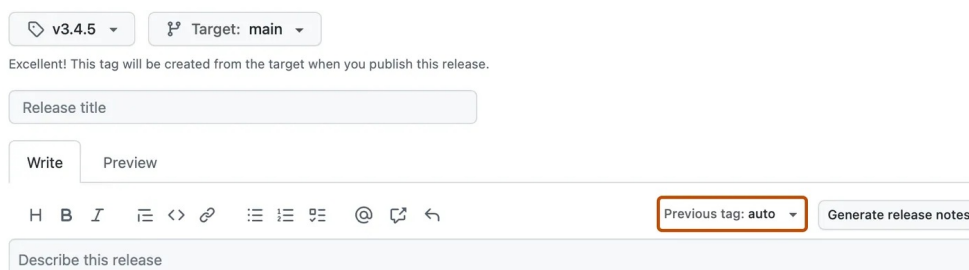 v3.4.5 Target: main
Excellent! This tag will be created from the target when you publish this release.
Release title
Write Preview
Previous tag: auto Generate release notes
Describe this release